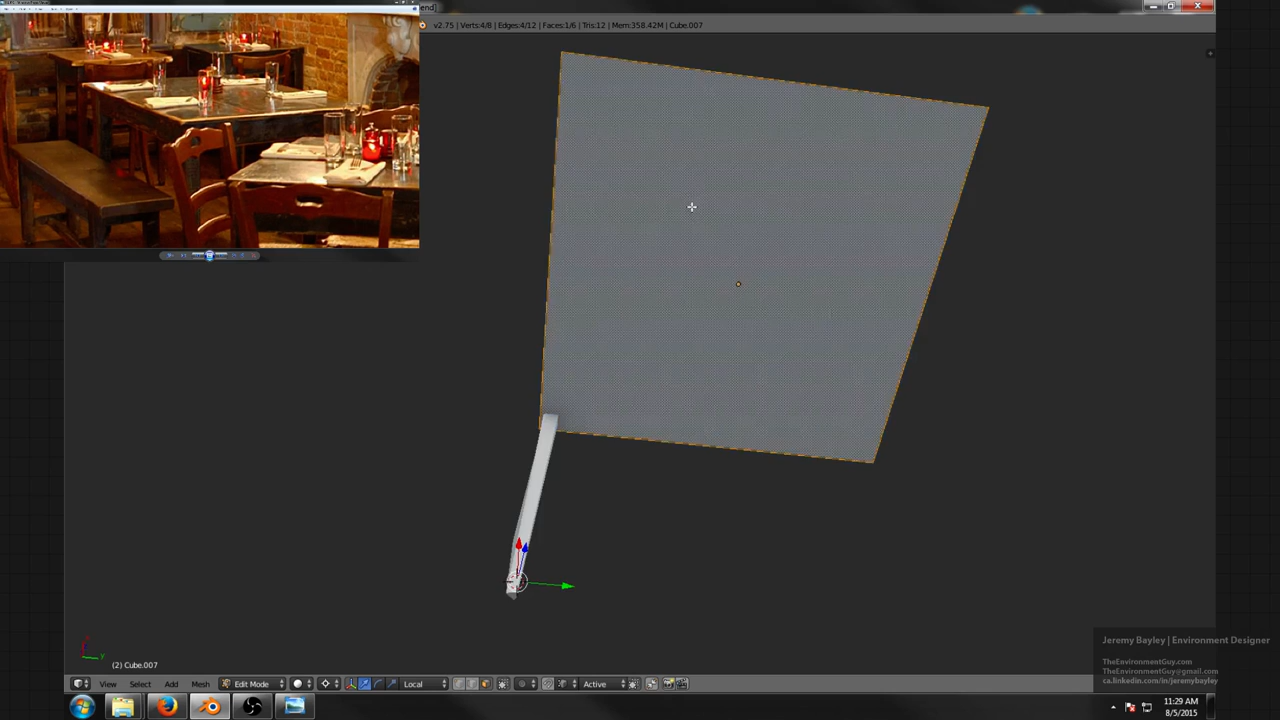 end]
v2.75 | Verts:4/8 | Edges:4/12 | Faces:1/6 | Tris:12 | Mem:358.42M | Cube.007
(2) Cube.007
View Select Add Mesh Edit Mode Local Active
Jeremy Bayley | Environment Designer
TheEnvironmentGuy.com
TheEnvironmentGuy@gmail.com
ca.linkedin.com/in/jeremybayley
11:29 AM
8/5/2015